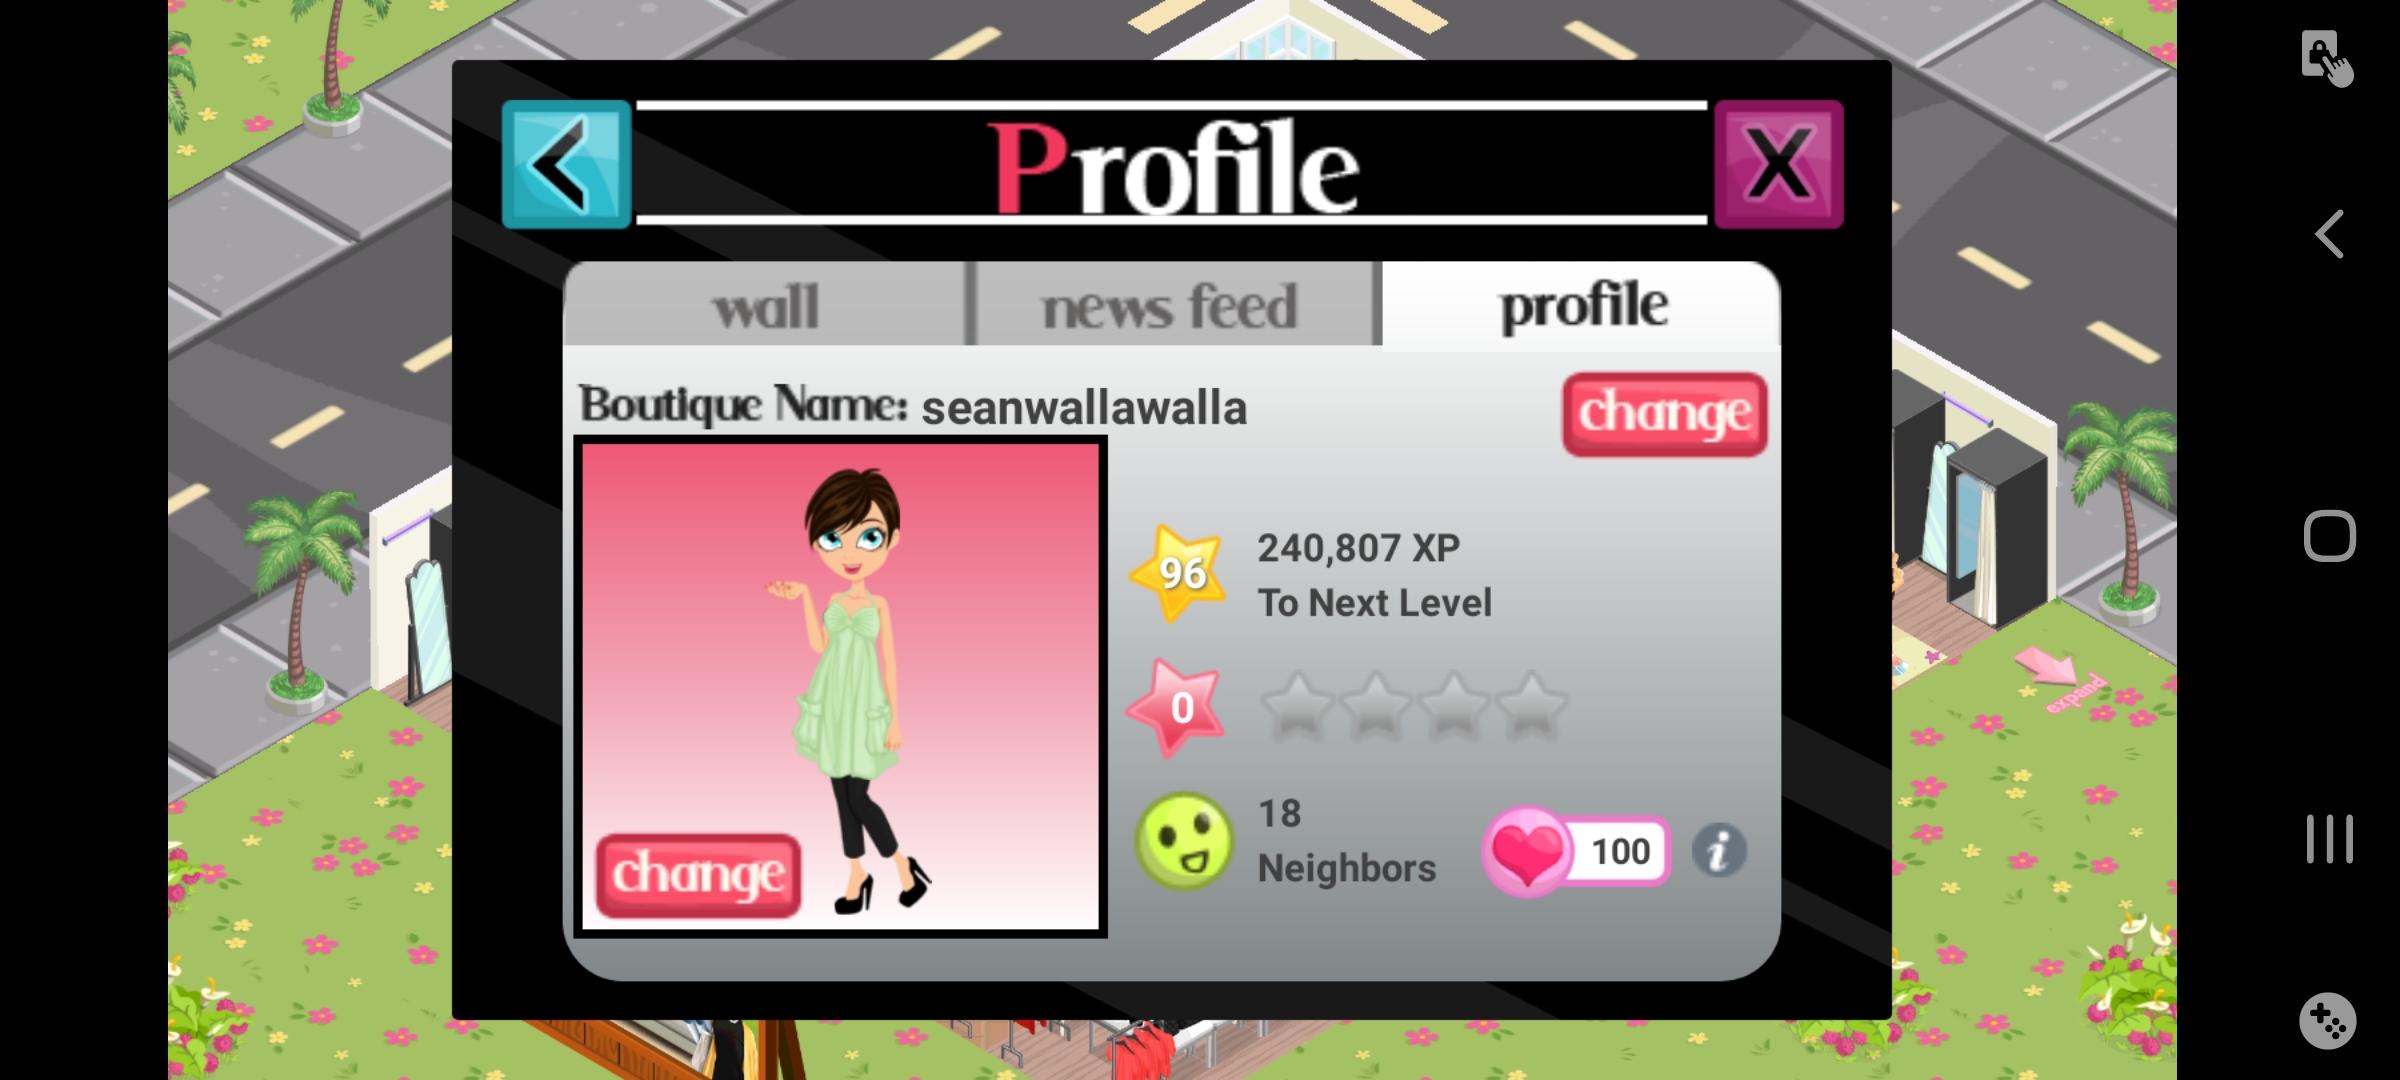 Profile
X
wall
news feed
profile
Boutique Name: seanwallawalla
change
96
240,807 XP
To Next Level
0
18
Neighbors
100
i
change
expand